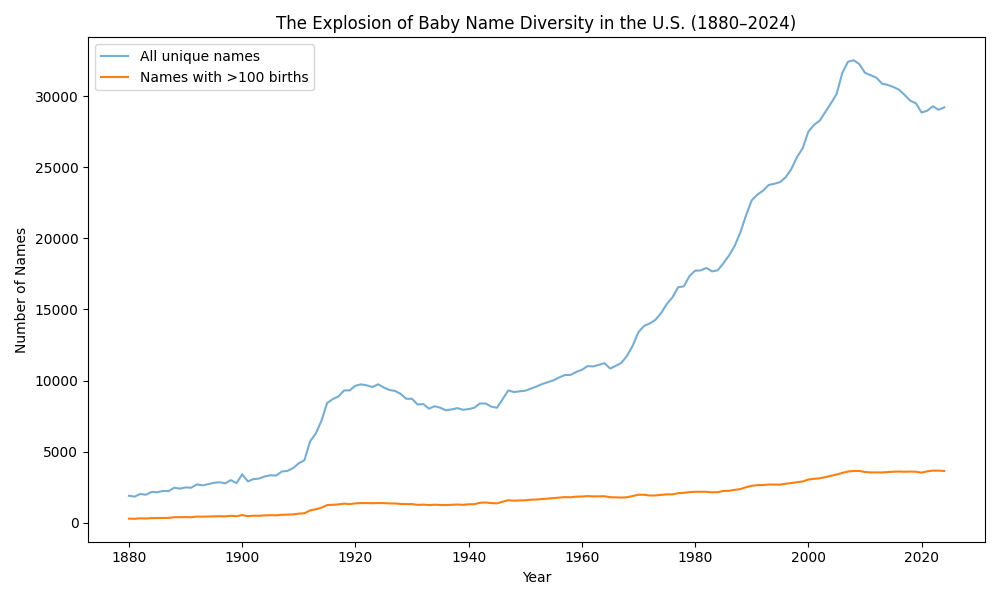 The Explosion of Baby Name Diversity in the U.S. (1880–2024)
All unique names
Names with >100 births
Number of Names
30000
25000
20000
15000
10000
5000
0
1880 1900 1920 1940 1960 1980 2000 2020
Year